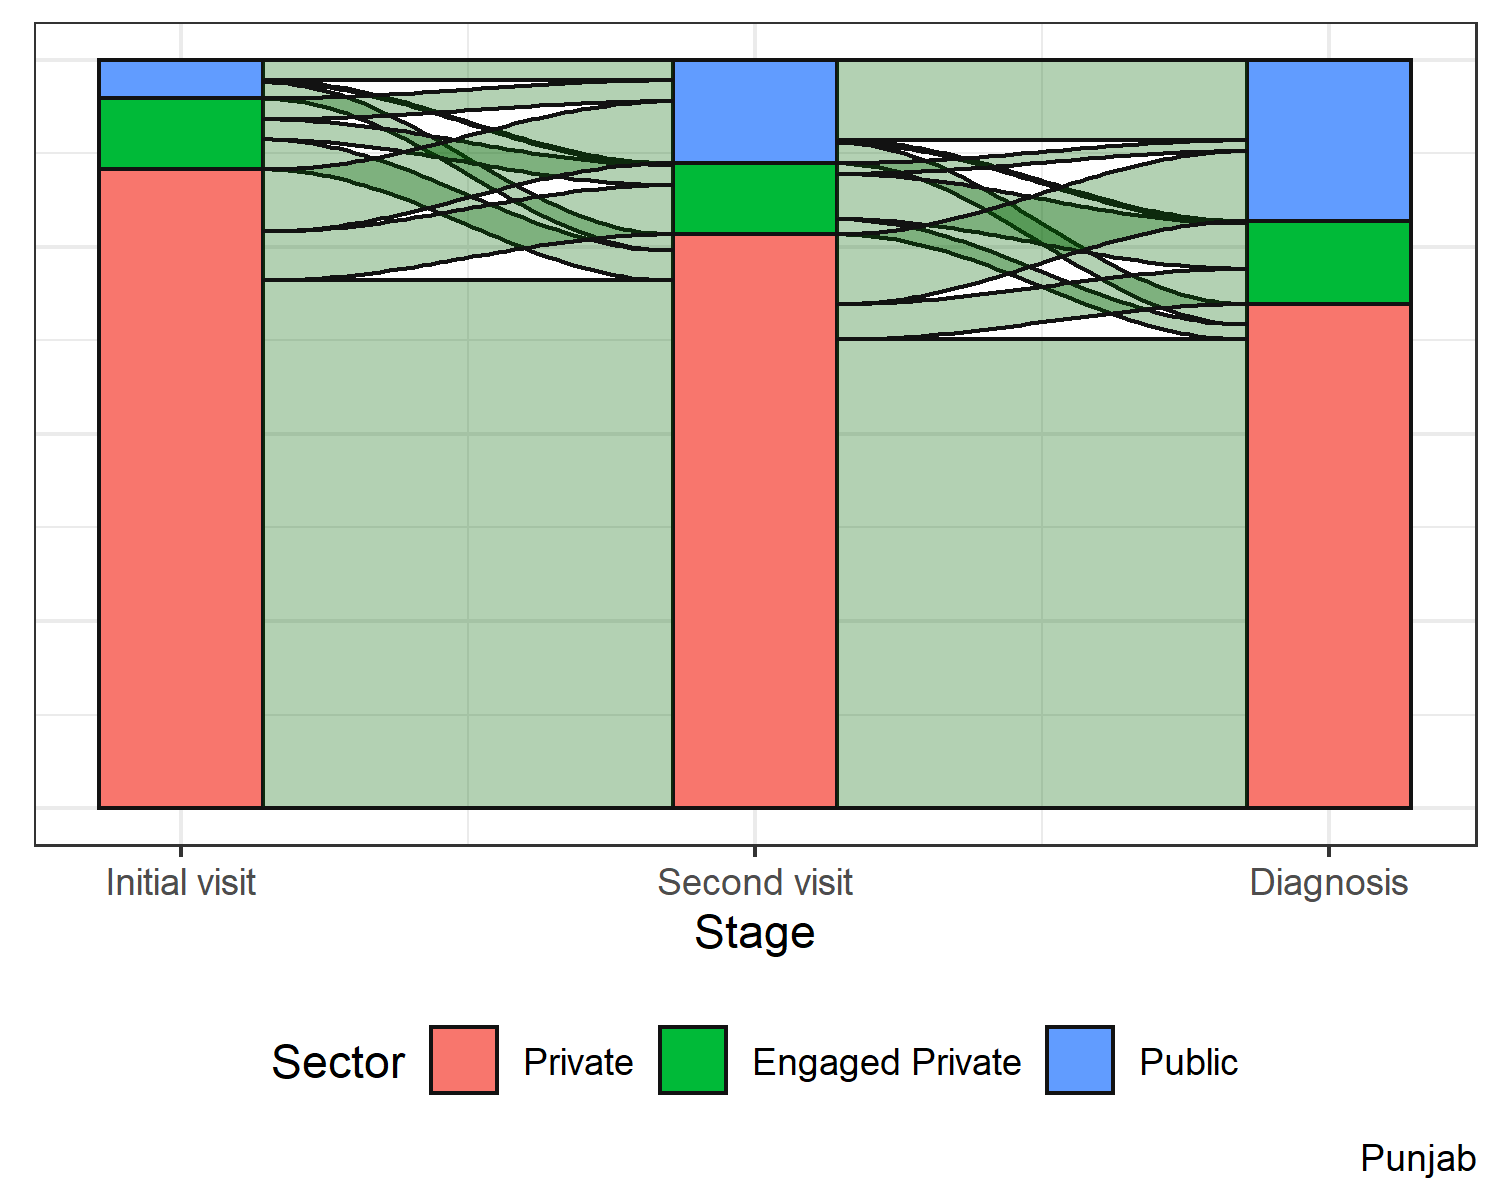 Initial visit Second visit Diagnosis
Stage
Sector Private Engaged Private Public
Punjab